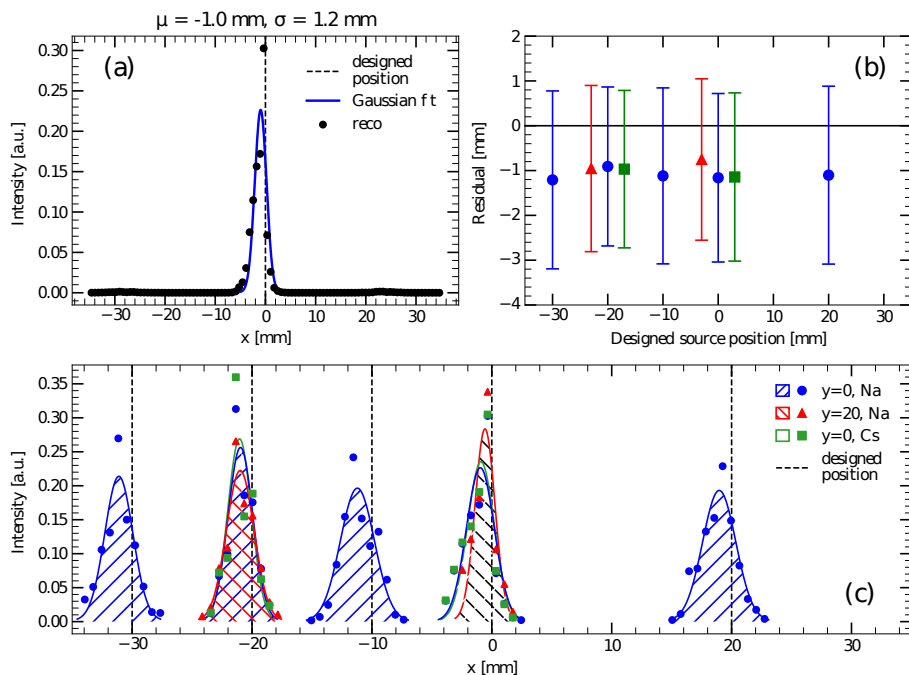 μ = -1.0 mm, σ = 1.2 mm
(a)
designed
position
Gaussian f t
reco
0.30
0.25
0.20
0.15
0.10
0.05
0.00
Intensity [a.u.]
−30 −20 −10 0 10 20 30
x [mm]
(b)
2
1
0
−1
−2
−3
−4
Residual [mm]
−30 −20 −10 0 10 20 30
Designed source position [mm]
0.35
0.30
0.25
0.20
0.15
0.10
0.05
0.00
Intensity [a.u.]
y=0, Na
y=20, Na
y=0, Cs
designed
position
(c)
−30 −20 −10 0 10 20 30
x [mm]